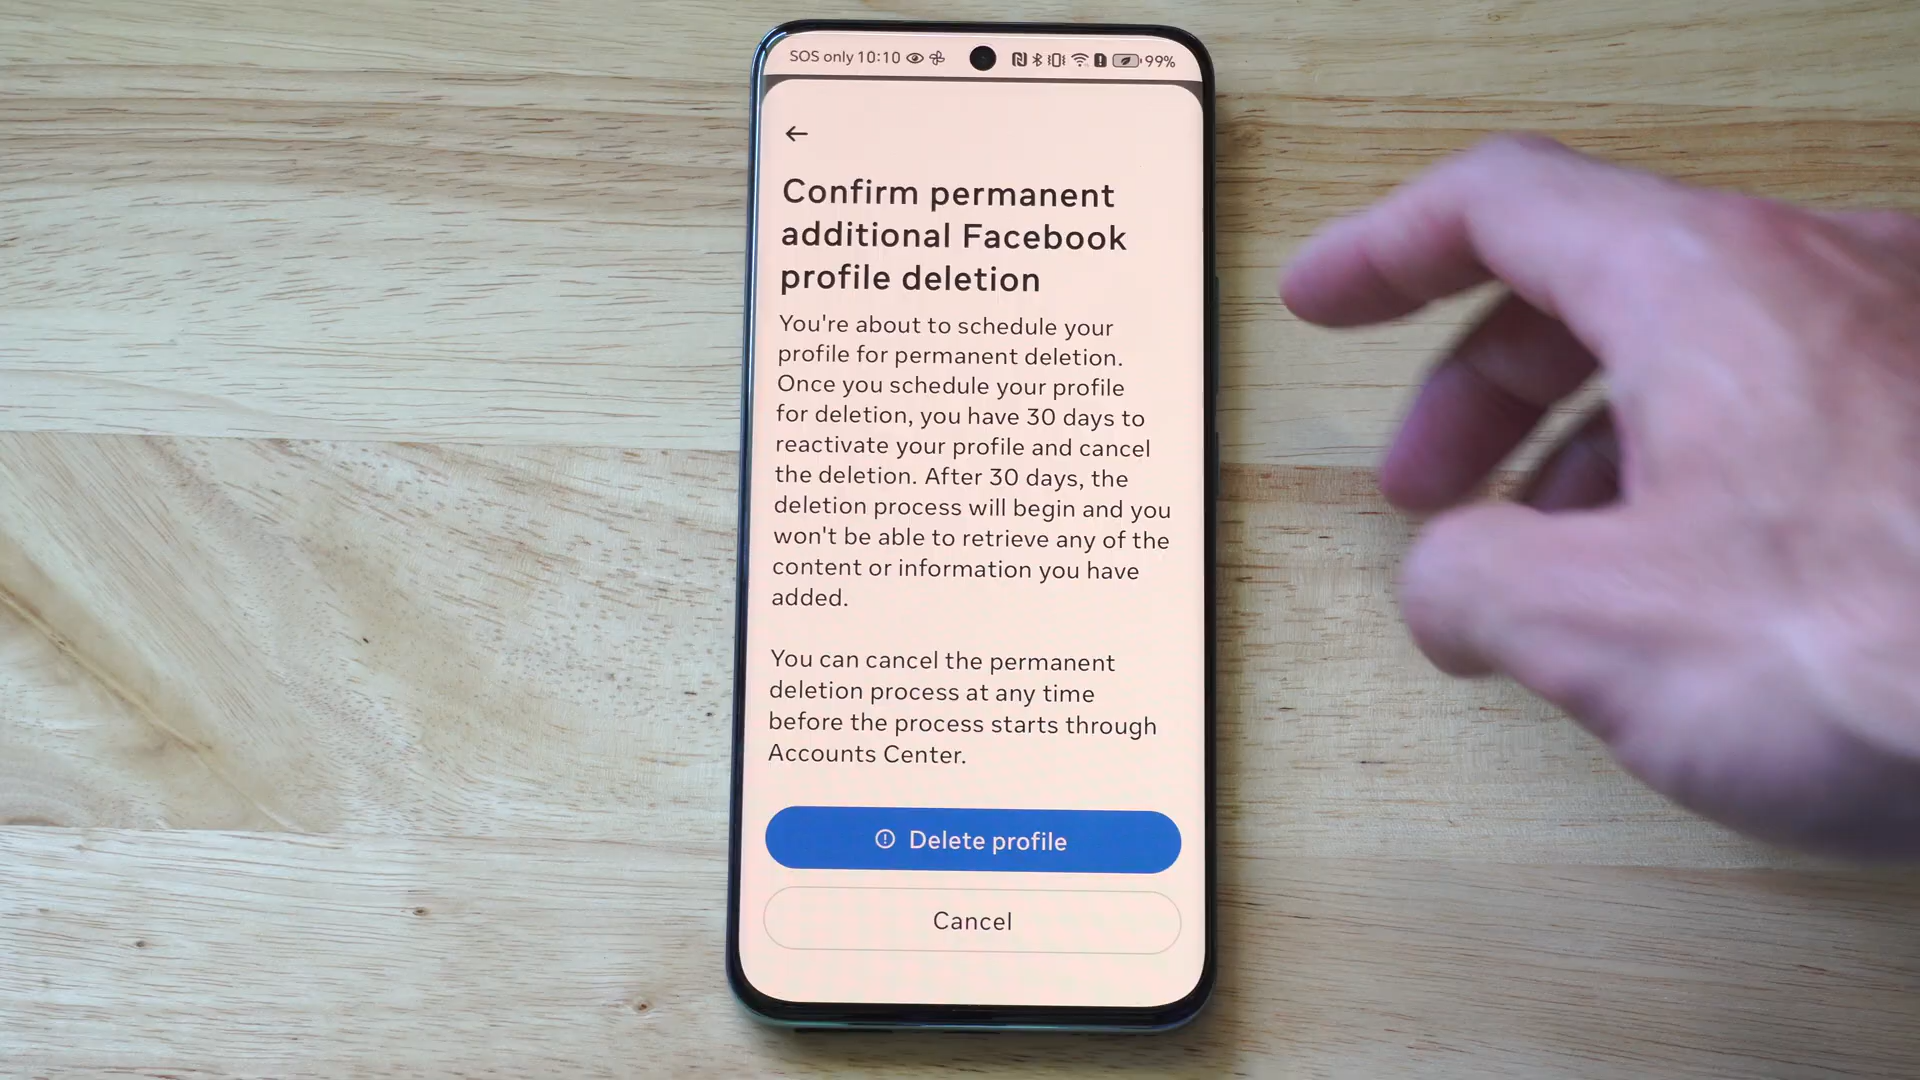 SOS only 10:10 99%
Confirm permanent
additional Facebook
profile deletion
You're about to schedule your
profile for permanent deletion.
Once you schedule your profile
for deletion, you have 30 days to
reactivate your profile and cancel
the deletion. After 30 days, the
deletion process will begin and you
won't be able to retrieve any of the
content or information you have
added.
You can cancel the permanent
deletion process at any time
before the process starts through
Accounts Center.
Delete profile
Cancel